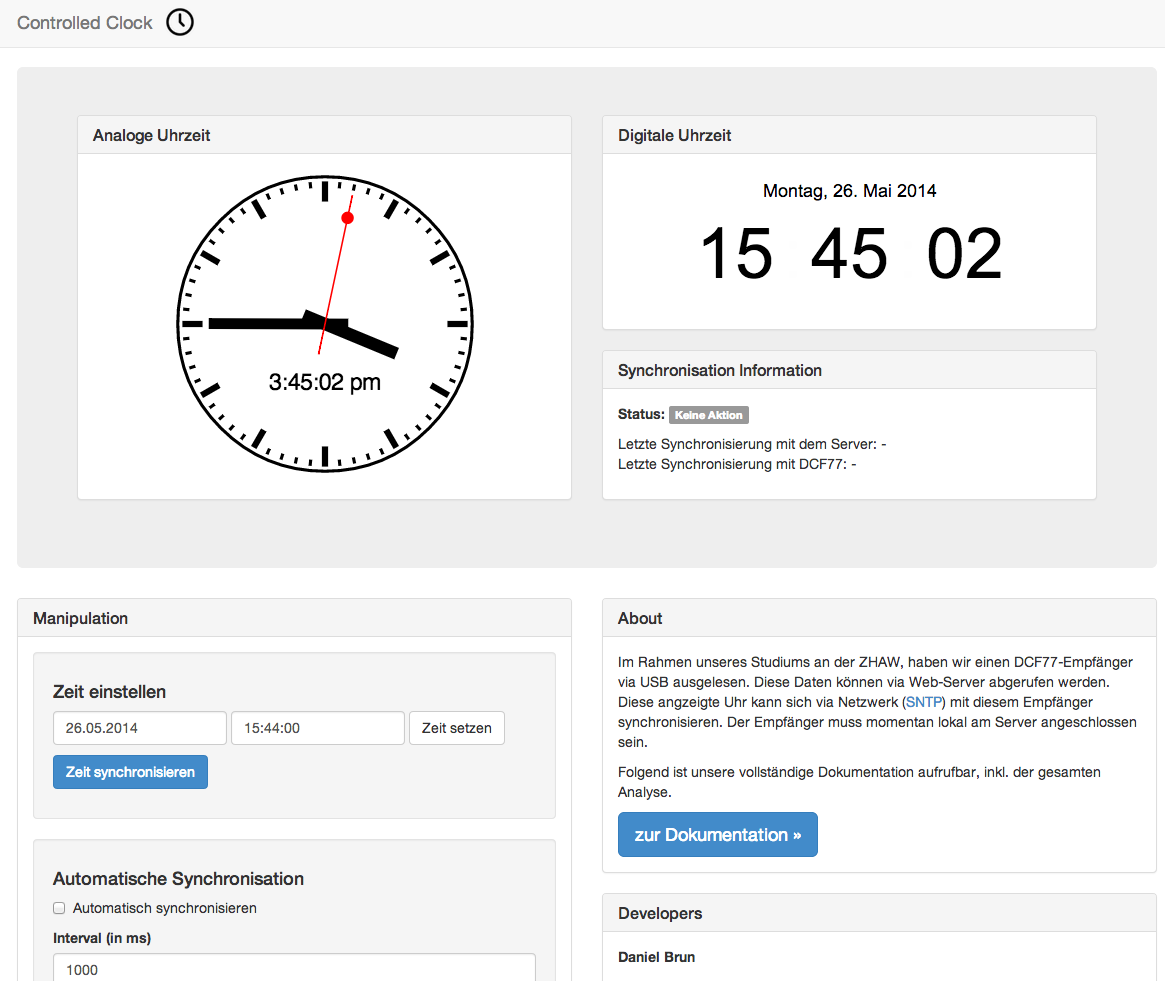 Controlled Clock
Analoge Uhrzeit
3:45:02 pm
Digitale Uhrzeit
Montag, 26. Mai 2014
15 45 02
Synchronisation Information
Status: Keine Aktion
Letzte Synchronisierung mit dem Server: -
Letzte Synchronisierung mit DCF77: -
Manipulation
Zeit einstellen
26.05.2014 15:44:00 Zeit setzen
Zeit synchronisieren
Automatische Synchronisation
Automatisch synchronisieren
Interval (in ms)
1000
About
Im Rahmen unseres Studiums an der ZHAW, haben wir einen DCF77-Empfänger
via USB ausgelesen. Diese Daten können via Web-Server abgerufen werden.
Diese angzeigte Uhr kann sich via Netzwerk (SNTP) mit diesem Empfänger
synchronisieren. Der Empfänger muss momentan lokal am Server angeschlossen
sein.
Folgend ist unsere vollständige Dokumentation aufrufbar, inkl. der gesamten
Analyse.
zur Dokumentation »
Developers
Daniel Brun